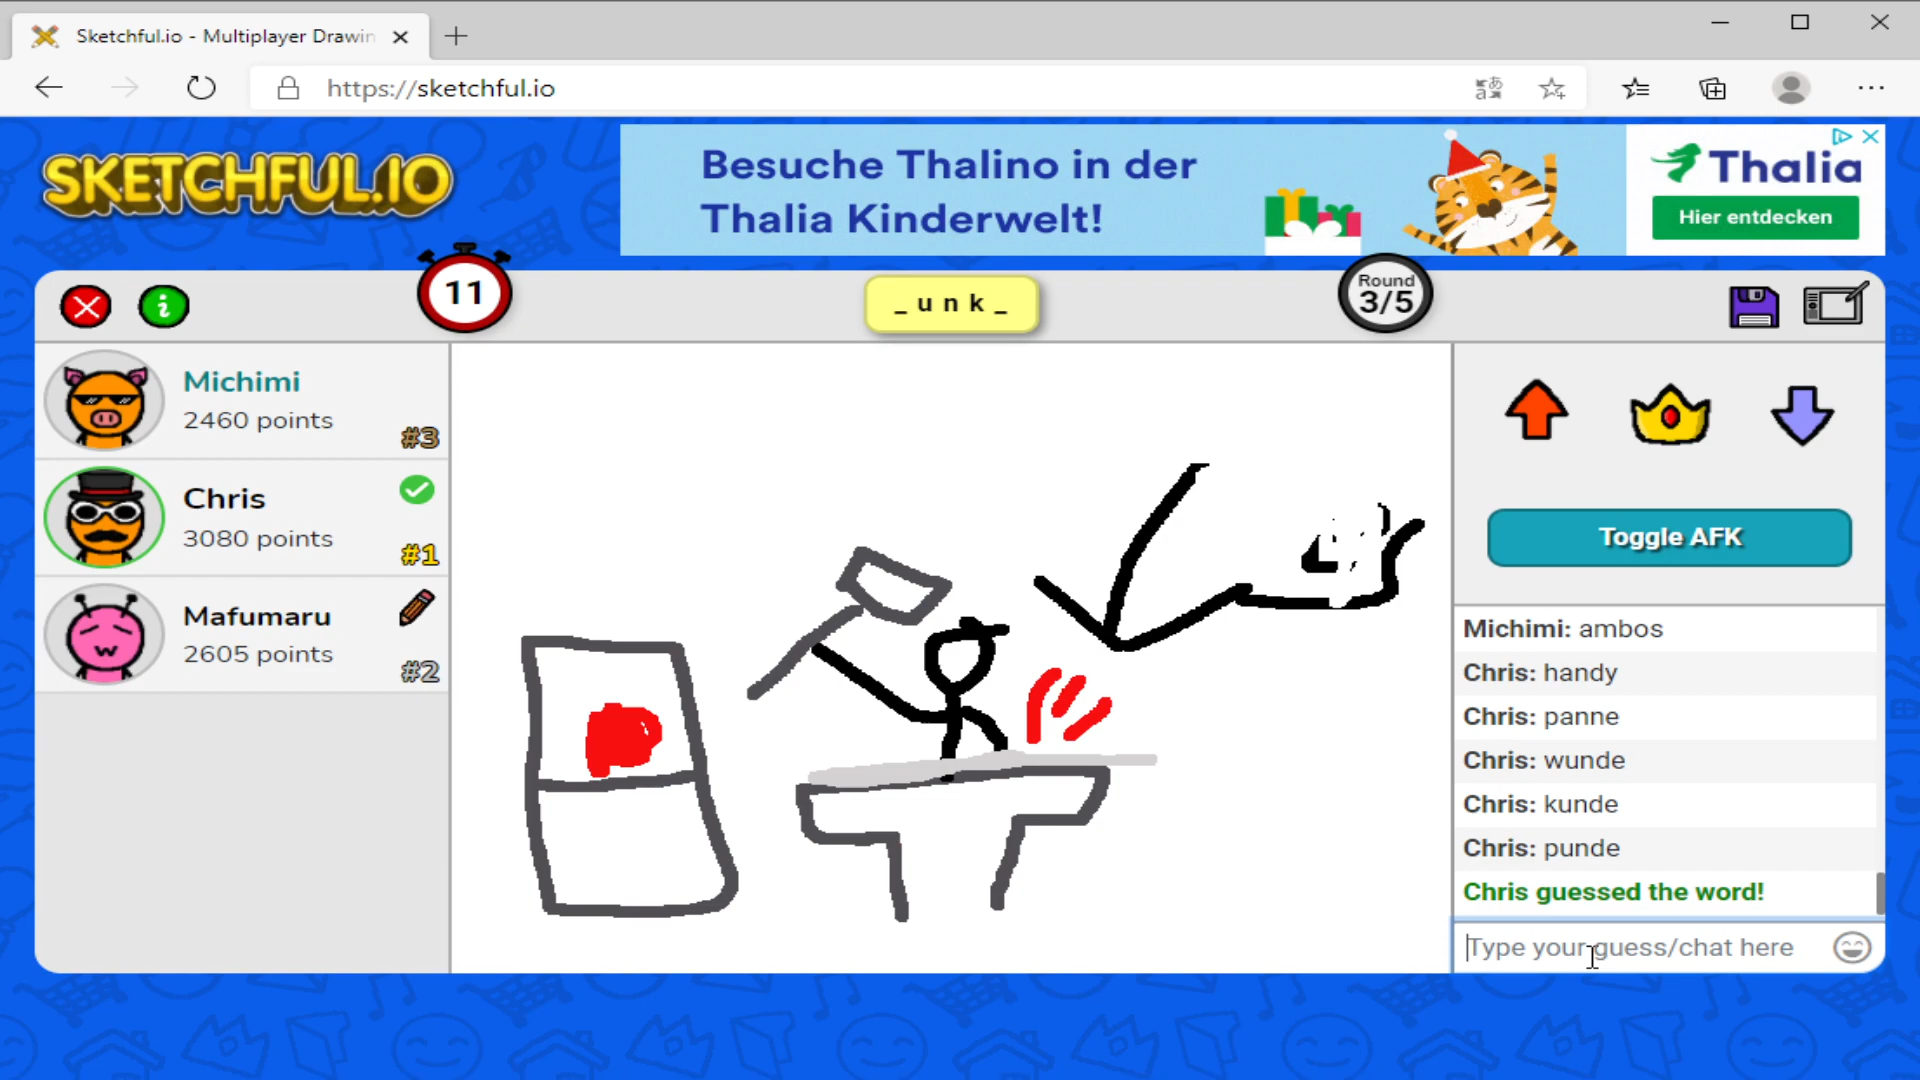 Sketchful.io - Multiplayer Drawin
https://sketchful.io
SKETCHFUL.IO
Besuche Thalino in der
Thalia Kinderwelt!
Thalia
Hier entdecken
11
_ u n k _
Round
3/5
Michimi
2460 points
#3
Chris
3080 points
#1
Mafumaru
2605 points
#2
Toggle AFK
Michimi: ambos
Chris: handy
Chris: panne
Chris: wunde
Chris: kunde
Chris: punde
Chris guessed the word!
Type your guess/chat here